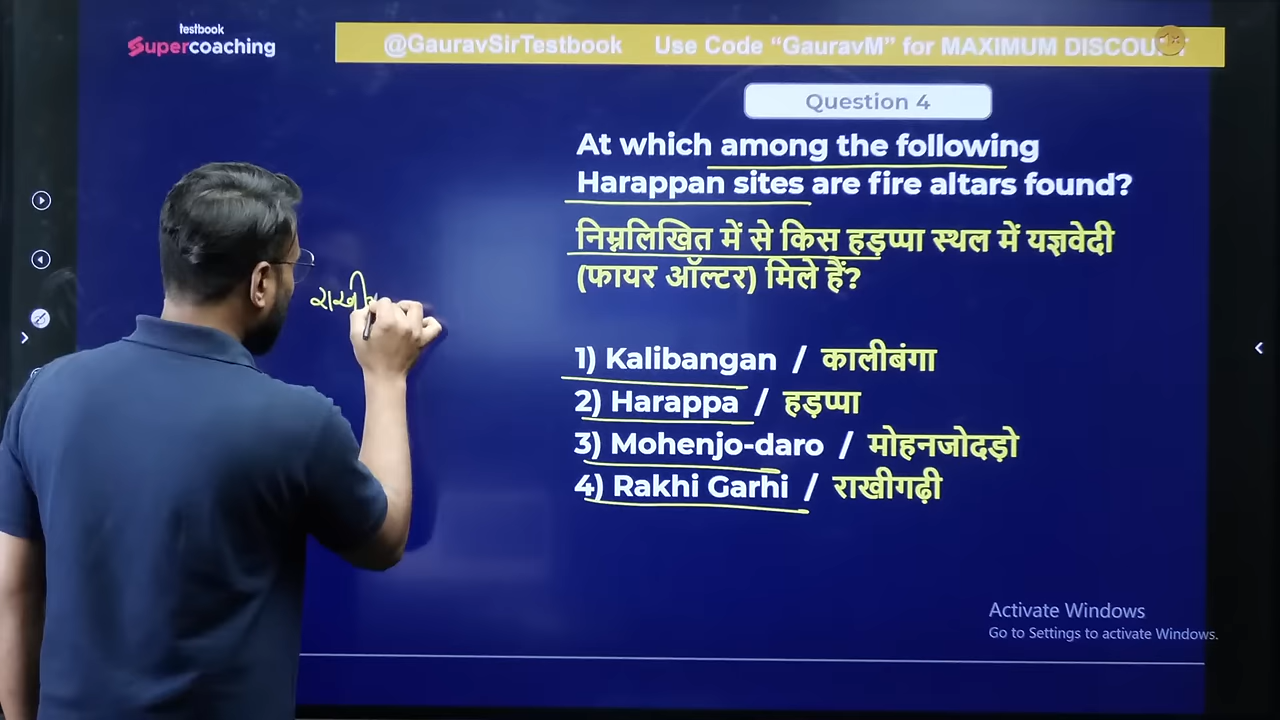 testbook
Supercoaching
@GauravSirTestbook Use Code “GauravM” for MAXIMUM
Question 4
At which among the following
Harappan sites are fire altars found?
निम्नलिखित में से किस हड़प्पा स्थल में यज्ञवेदी
(फायर ऑल्टर) मिले हैं?
राखी
1) Kalibangan / कालीबंगा
2) Harappa / हड़प्पा
3) Mohenjo-daro / मोहनजोदड़ो
4) Rakhi Garhi / राखीगढ़ी
Activate Windows
Go to Settings to activate Windows.